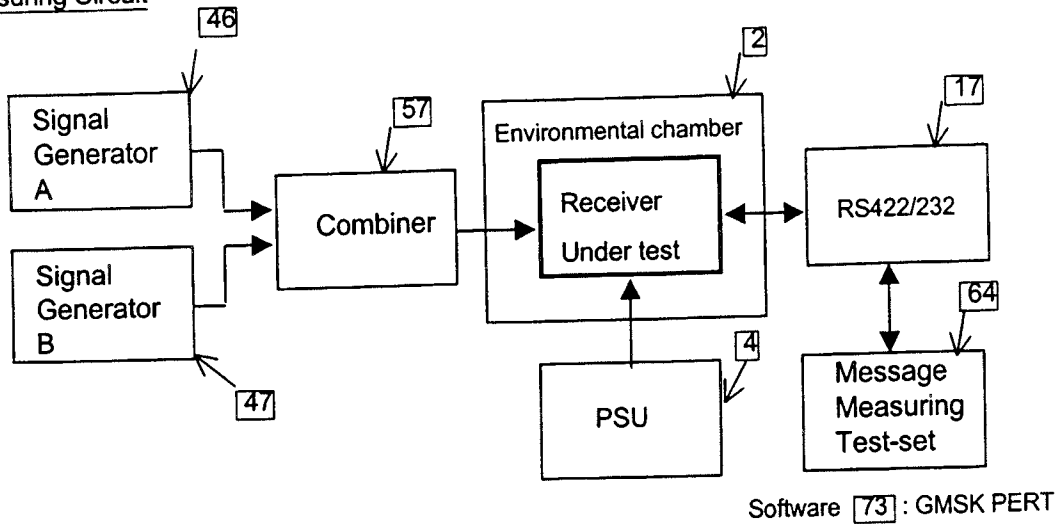 suring Circuit
46
Signal
Generator
A
57
Combiner
2
Environmental chamber
Receiver
Under test
17
RS422/232
Signal
Generator
B
47
4
PSU
64
Message
Measuring
Test-set
Software 73 : GMSK PERT